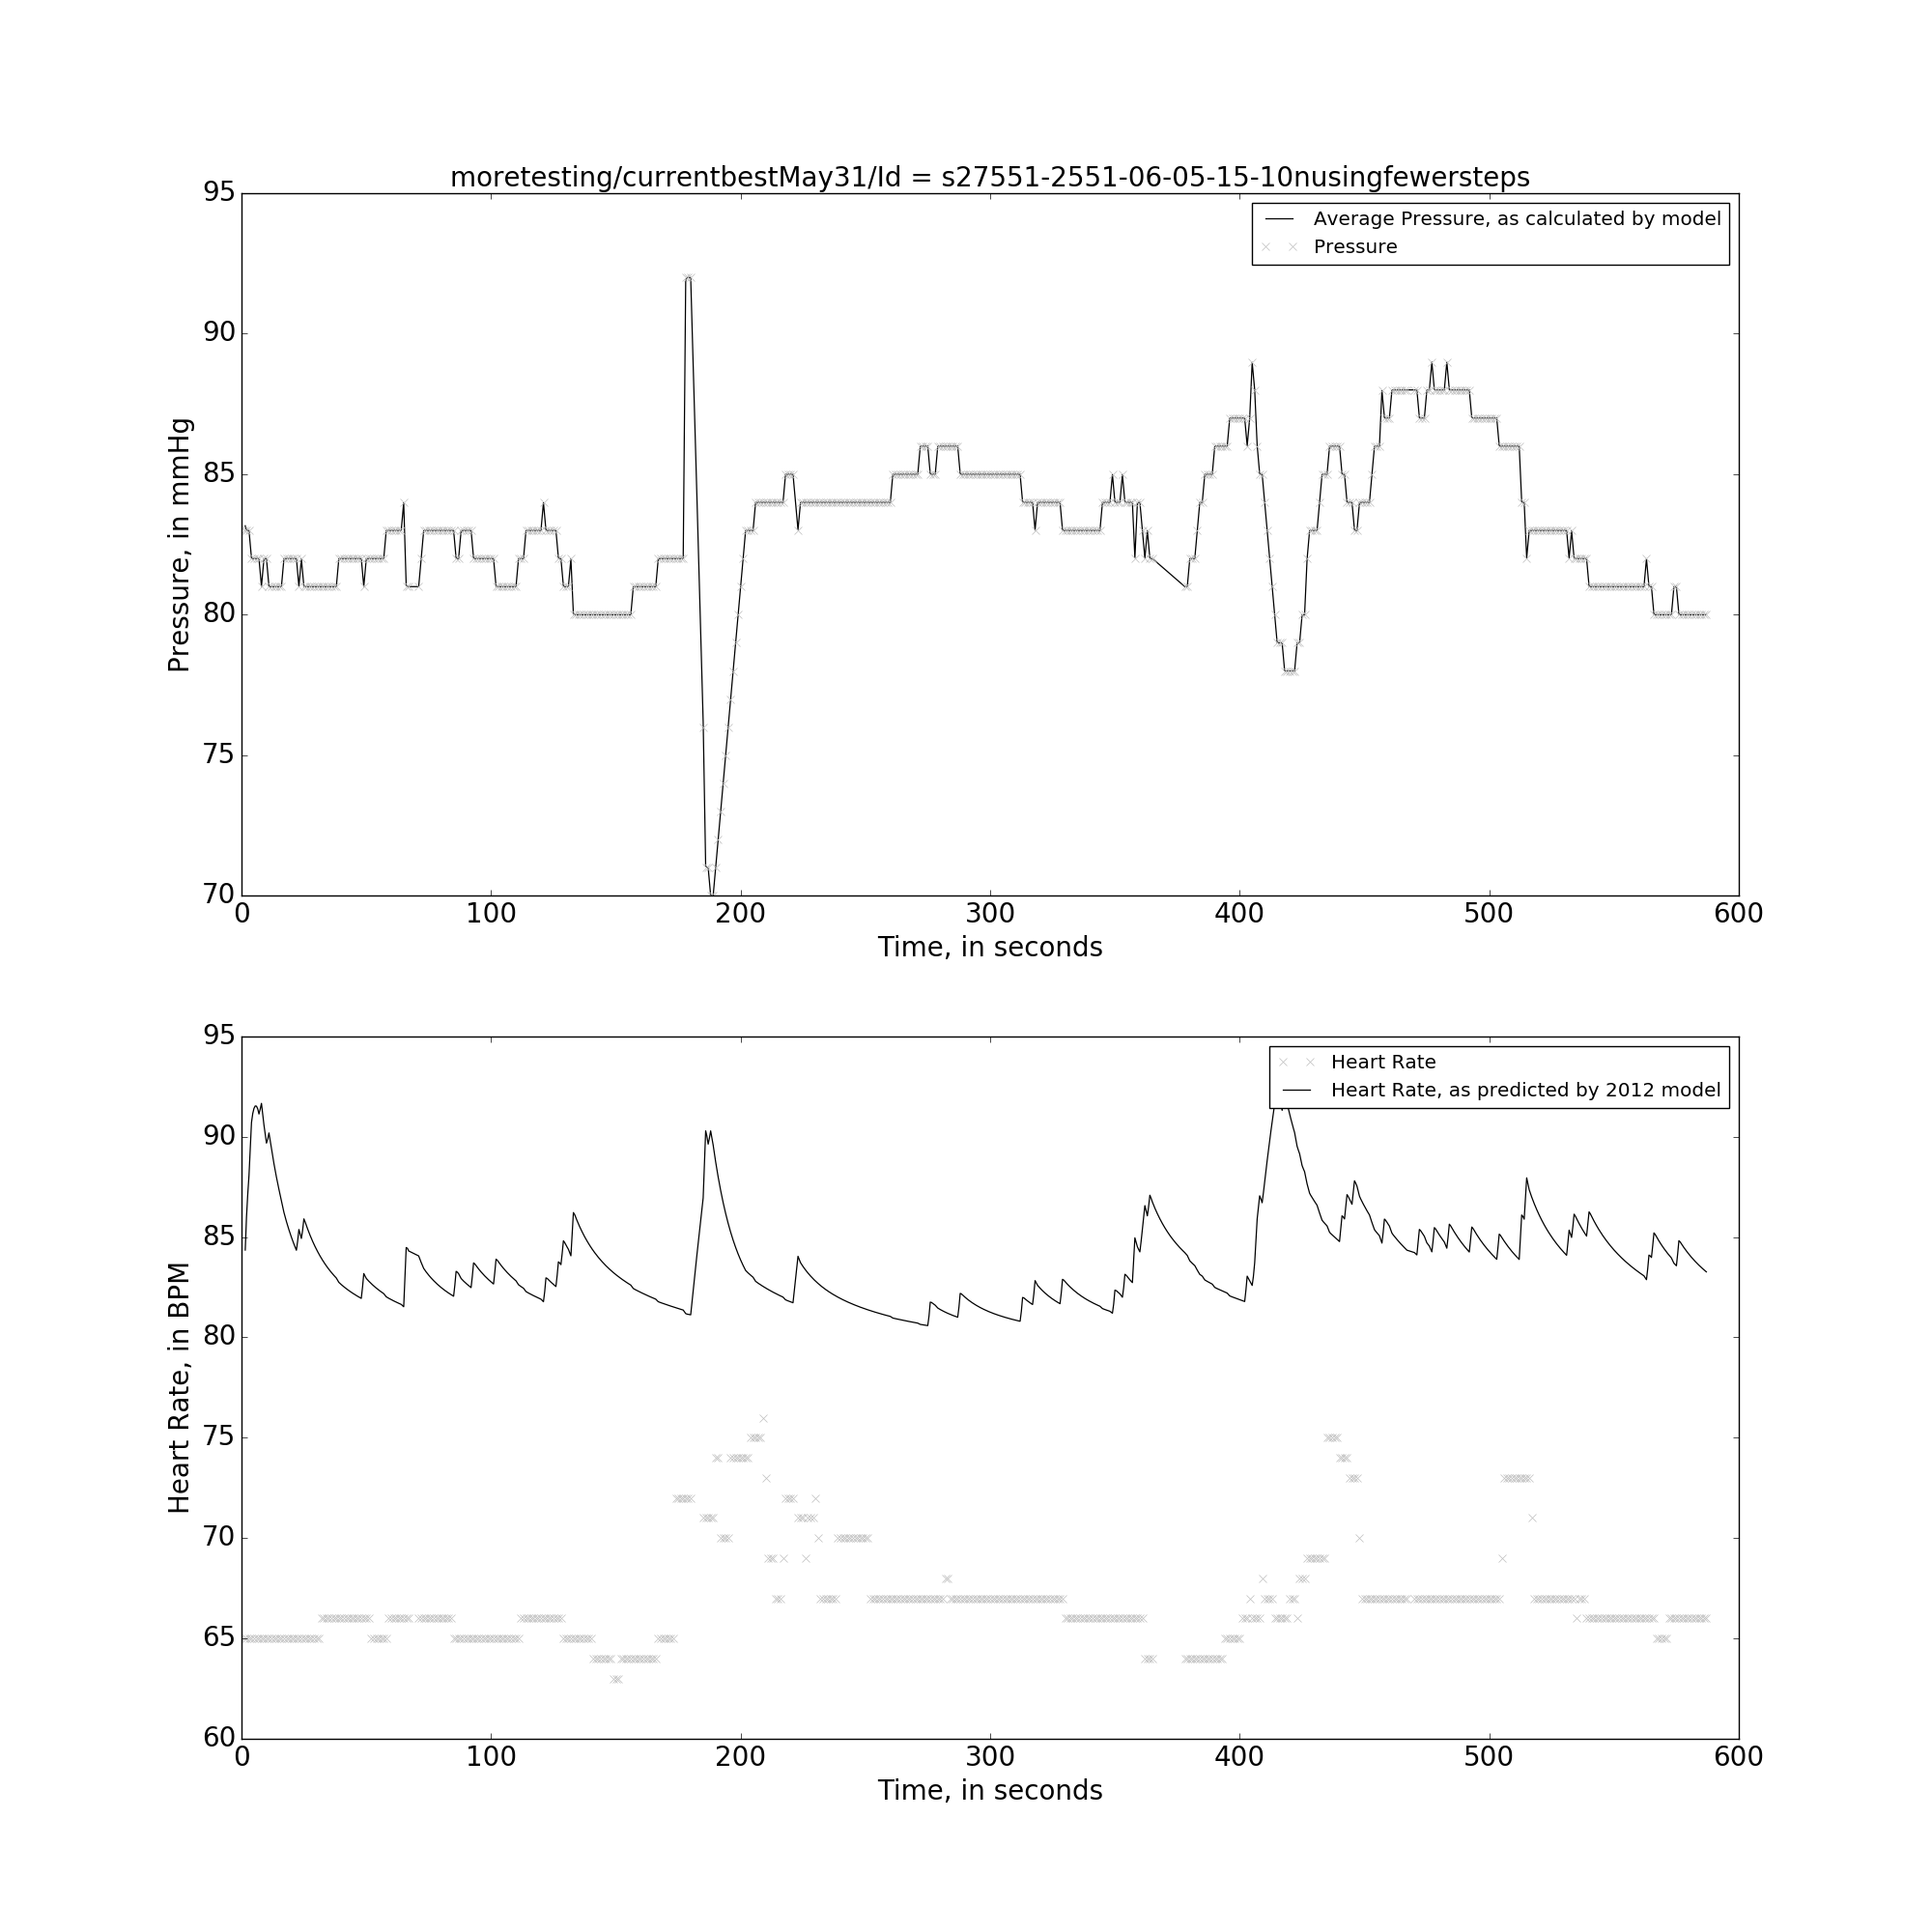 moretesting/currentbestMay31/Id = s27551-2551-06-05-15-10nusingfewersteps
95
90
85
80
75
70
Pressure, in mmHg
Average Pressure, as calculated by model
Pressure
0 100 200 300 400 500 600
Time, in seconds
95
90
85
80
75
70
65
60
Heart Rate, in BPM
Heart Rate
Heart Rate, as predicted by 2012 model
0 100 200 300 400 500 600
Time, in seconds